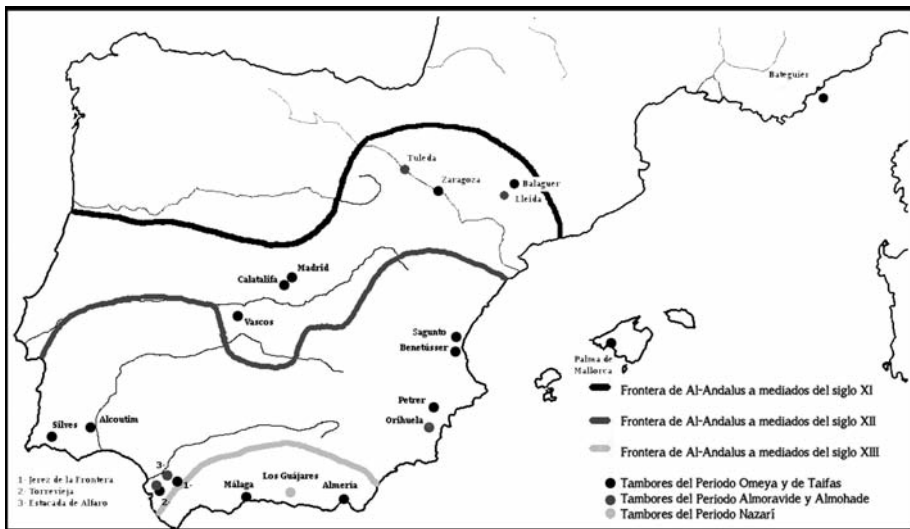 Bateguier
Tuleda
Zaragoza
Balaguer
Lleida
Madrid
Calatalifa
Vascos
Sagunto
Benetússer
Palma de
Mallorca
Petrer
Orihuela
Silves
Alcoutim
3-
1-
2-
Los Guájares
Málaga
Almería
1- Jerez de la Frontera
2- Torrevieja
3- Estacada de Alfaro
Frontera de Al-Andalus a mediados del siglo XI
Frontera de Al-Andalus a mediados del siglo XII
Frontera de Al-Andalus a mediados del siglo XIII
Tambores del Periodo Omeya y de Taifas
Tambores del Período Almoravide y Almohade
Tambores del Periodo Nazarí